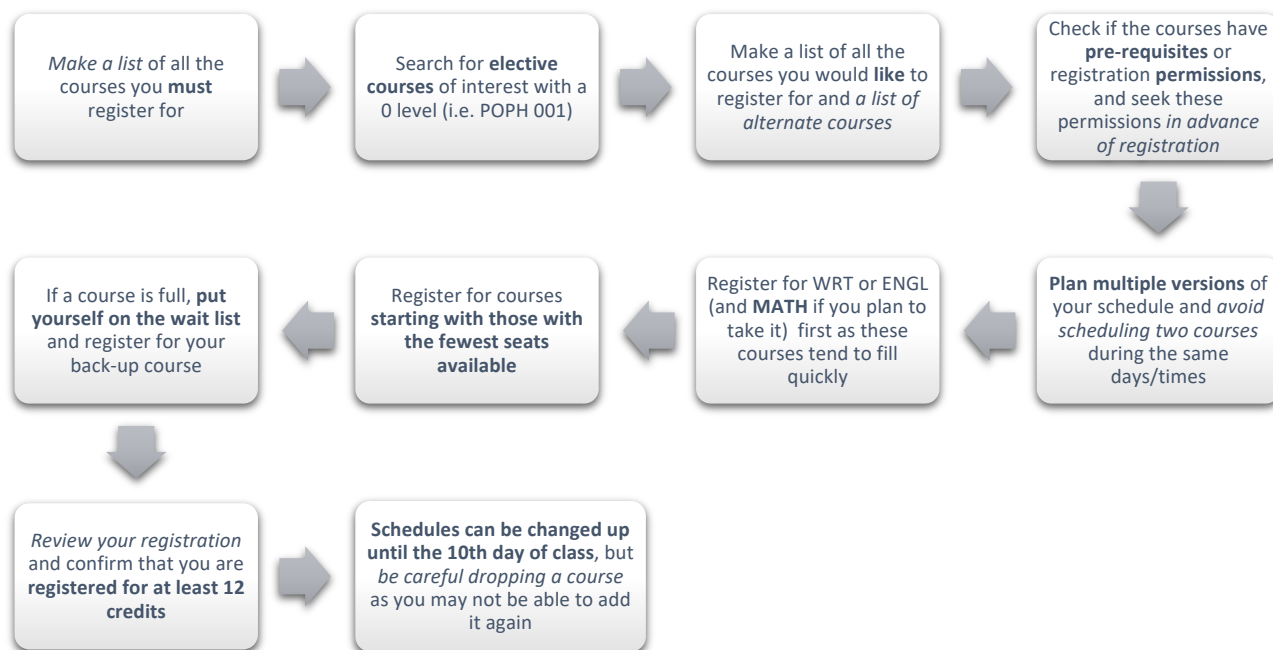 Make a list of all the
courses you must
register for
Search for elective
courses of interest with a
0 level (i.e. POPH 001)
Make a list of all the
courses you would like to
register for and a list of
alternate courses
Check if the courses have
pre-requisites or
registration permissions,
and seek these
permissions in advance
of registration
Plan multiple versions of
your schedule and avoid
scheduling two courses
during the same
days/times
Register for WRT or ENGL
(and MATH if you plan to
take it) first as these
courses tend to fill
quickly
Register for courses
starting with those with
the fewest seats
available
If a course is full, put
yourself on the wait list
and register for your
back-up course
Review your registration
and confirm that you are
registered for at least 12
credits
Schedules can be changed up
until the 10th day of class, but
be careful dropping a course
as you may not be able to add
it again